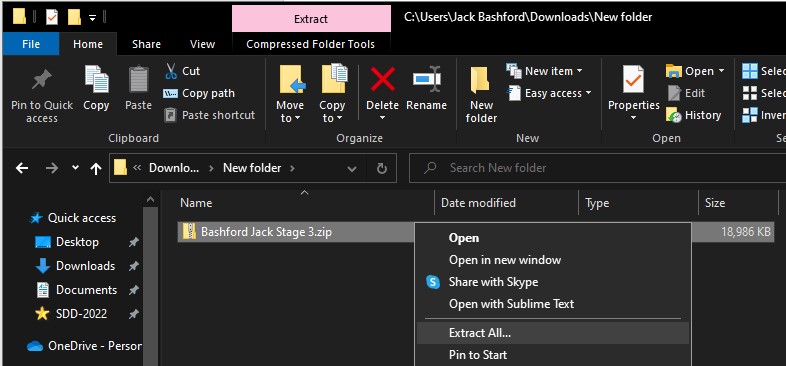 Extract
C:\Users\Jack Bashford\Downloads\New folder
File
Home
Share
View
Compressed Folder Tools
Pin to Quick
access
Copy
Paste
Cut
Copy path
Paste shortcut
Clipboard
Move
to
Copy
to
Delete
Rename
Organize
New
folder
New item
Easy access
New
Properties
Open
Edit
History
Open
Selec
Selec
Inver
Se
Downlo...
New folder
Search New folder
Name
Date modified
Type
Size
Quick access
Desktop
Downloads
Documents
SDD-2022
OneDrive - Person
Bashford Jack Stage 3.zip
18,986 KB
Open
Open in new window
Share with Skype
Open with Sublime Text
Extract All...
Pin to Start